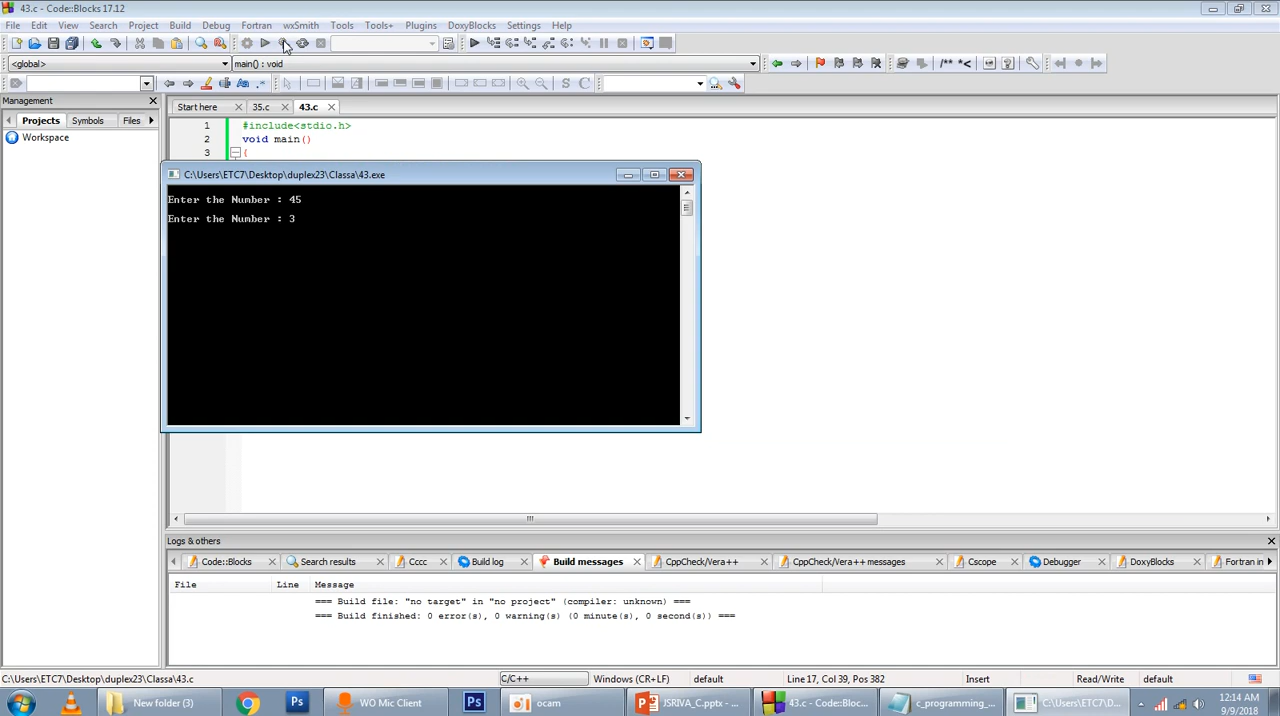 43.c - Code::Blocks 17.12
File Edit View Search Project Build Debug Fortran wxSmith Tools Tools+ Plugins DoxyBlocks Settings Help
<global> main() : void
/** *<
.*
S C
Management
Start here 35.c 43.c
Projects Symbols Files
Workspace
1 #include<stdio.h>
2 void main()
3 {
C:\Users\ETC7\Desktop\duplex23\Classa\43.exe
Enter the Number : 45
Enter the Number : 3
Logs & others
Code::Blocks Search results Cccc Build log Build messages CppCheck/Vera++ CppCheck/Vera++ messages Cscope Debugger DoxyBlocks Fortran in
File Line Message
=== Build file: "no target" in "no project" (compiler: unknown) ===
=== Build finished: 0 error(s), 0 warning(s) (0 minute(s), 0 second(s)) ===
C:\Users\ETC7\Desktop\duplex23\Classa\43.c C/C++ Windows (CR+LF) default Line 17, Col 39, Pos 382 Insert Read/Write default
New folder (3) Ps WO Mic Client Ps ocam JSRIVA_C.pptx - ... 43.c - Code::Bloc... c_programming_... C:\Users\ETC7\D...
12:14 AM
9/9/2018